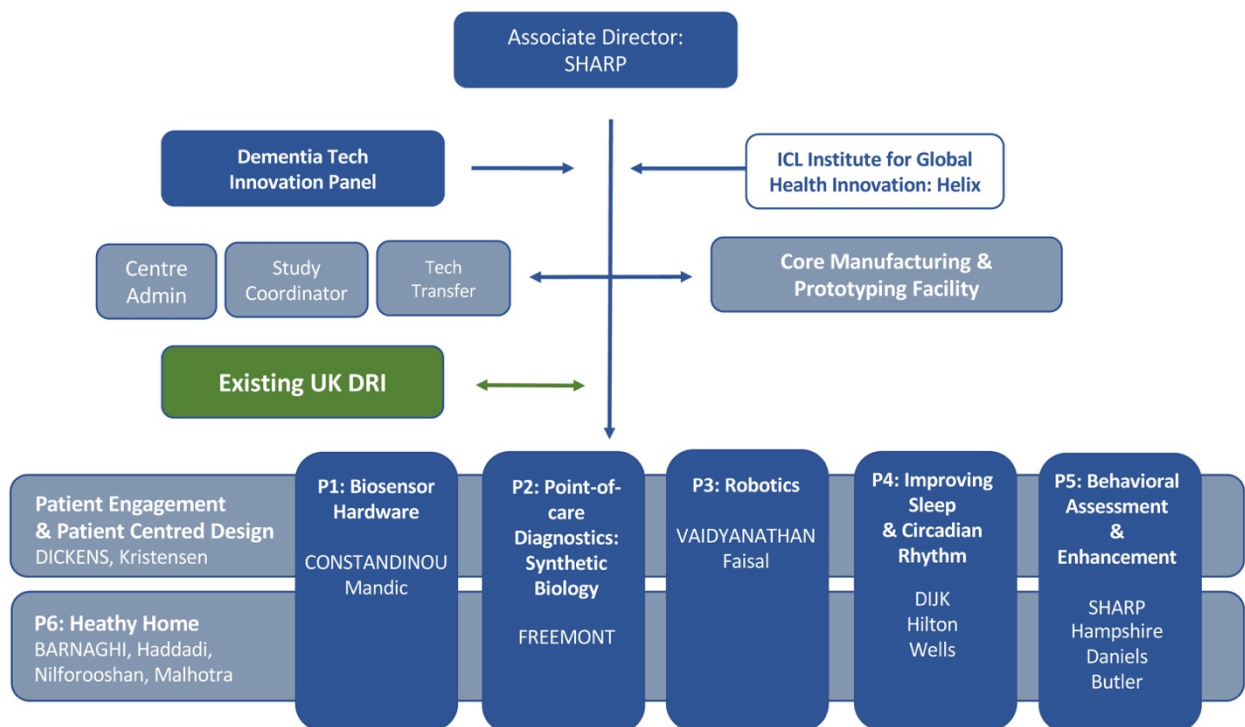 Associate Director:
SHARP
Dementia Tech
Innovation Panel
ICL Institute for Global
Health Innovation: Helix
Centre
Admin
Study
Coordinator
Tech
Transfer
Core Manufacturing &
Prototyping Facility
Existing UK DRI
Patient Engagement
& Patient Centred Design
DICKENS, Kristensen
P6: Heathy Home
BARNAGHI, Haddadi,
Nilforooshan, Malhotra
P1: Biosensor
Hardware
CONSTANDINOU
Mandic
P2: Point-of-
care
Diagnostics:
Synthetic
Biology
FREEMONT
P3: Robotics
VAIDYANATHAN
Faisal
P4: Improving
Sleep
& Circadian
Rhythm
DIJK
Hilton
Wells
P5: Behavioral
Assessment
&
Enhancement
SHARP
Hampshire
Daniels
Butler